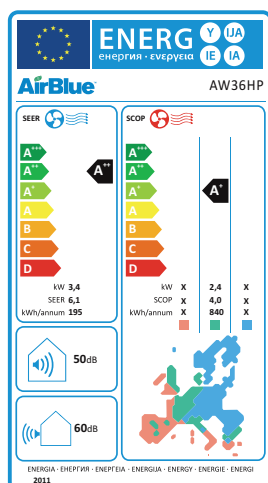 ENERG Y IJA
енергия · ενεργεια IE IA
AirBlue AW36HP
SEER
SCOP
A+++ A+++
A++ A++ A++
A+ A+ A+
A A
B B
C C
D D
kW 3,4 kW X 2,4 X
SEER 6,1 SCOP X 4,0 X
kWh/annum 195 kWh/annum X 840 X
50dB
60dB
ENERGIA · ЕНЕРГИЯ · ΕΝΕΡΓΕΙΑ · ENERGIJA · ENERGY · ENERGIE · ENERGI
2011